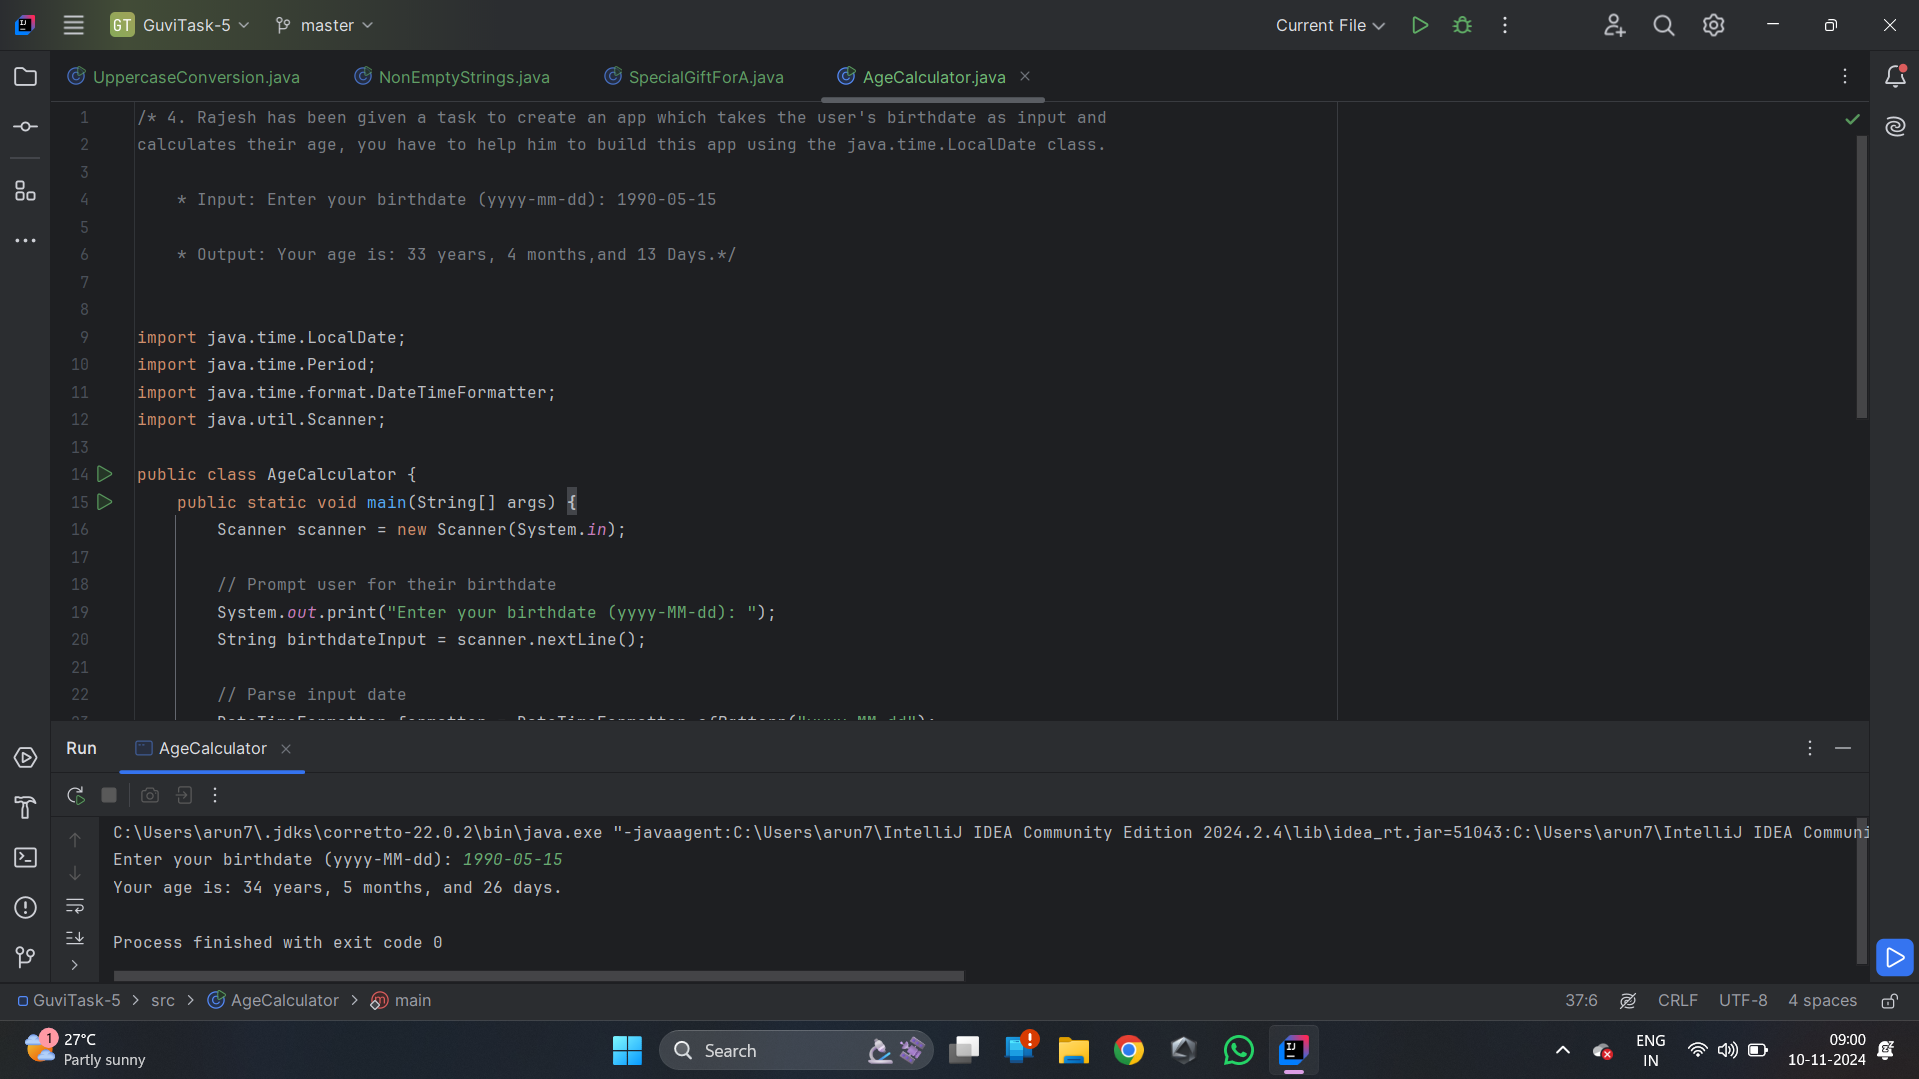 GT GuviTask-5 master Current File
UppercaseConversion.java NonEmptyStrings.java SpecialGiftForA.java AgeCalculator.java
1 /* 4. Rajesh has been given a task to create an app which takes the user's birthdate as input and
2 calculates their age, you have to help him to build this app using the java.time.LocalDate class.
3
4 * Input: Enter your birthdate (yyyy-mm-dd): 1990-05-15
5
6 * Output: Your age is: 33 years, 4 months,and 13 Days.*/
7
8
9 import java.time.LocalDate;
10 import java.time.Period;
11 import java.time.format.DateTimeFormatter;
12 import java.util.Scanner;
13
14 public class AgeCalculator {
15 public static void main(String[] args) {
16 Scanner scanner = new Scanner(System.in);
17
18 // Prompt user for their birthdate
19 System.out.print("Enter your birthdate (yyyy-MM-dd): ");
20 String birthdateInput = scanner.nextLine();
21
22 // Parse input date
23 DateTimeFormatter formatter = DateTimeFormatter.ofPattern("yyyy-MM-dd");
Run AgeCalculator
C:\Users\arun7\.jdks\corretto-22.0.2\bin\java.exe "-javaagent:C:\Users\arun7\IntelliJ IDEA Community Edition 2024.2.4\lib\idea_rt.jar=51043:C:\Users\arun7\IntelliJ IDEA Communi
Enter your birthdate (yyyy-MM-dd): 1990-05-15
Your age is: 34 years, 5 months, and 26 days.
Process finished with exit code 0
GuviTask-5 > src > AgeCalculator > main 37:6 CRLF UTF-8 4 spaces
1 27°C
Partly sunny
Search
ENG
IN
09:00
10-11-2024